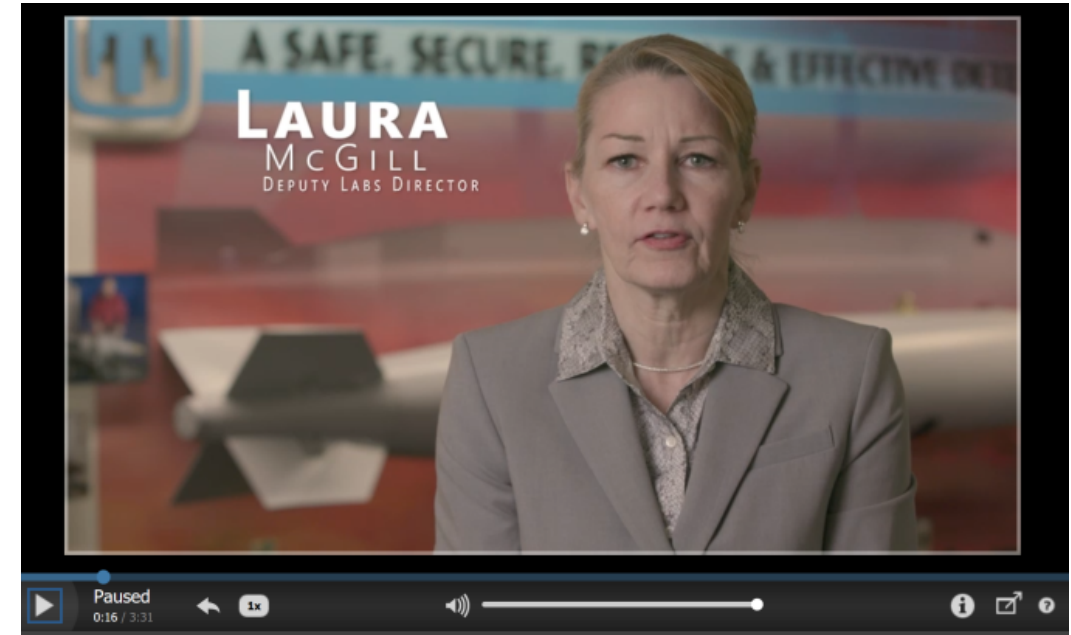 A SAFE. SECURE. & EFFECTIVE
LAURA
MCGILL
DEPUTY LABS DIRECTOR
Paused
0:16 / 3:31
1x